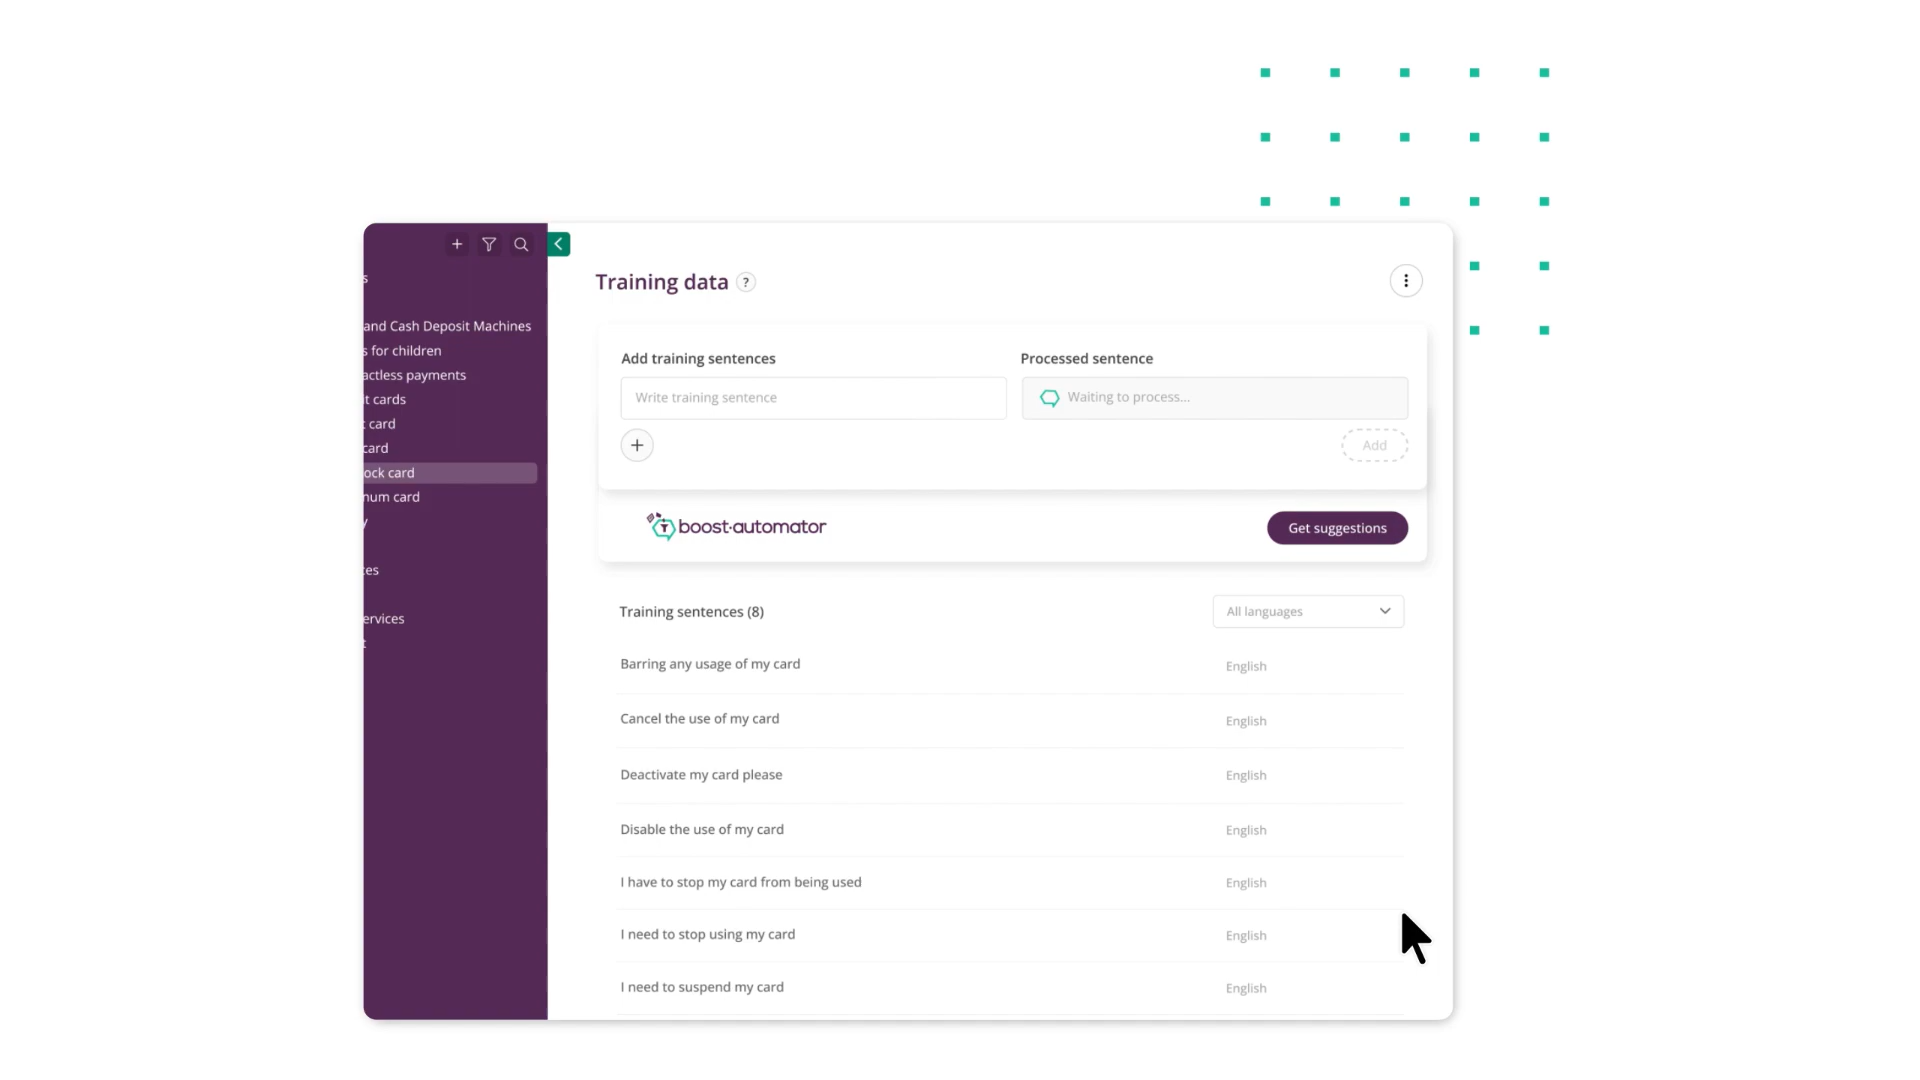 s
and Cash Deposit Machines
s for children
actless payments
it cards
t card
card
ock card
num card
y
ces
ervices
t
Training data ?
Add training sentences
Processed sentence
Write training sentence
Waiting to process...
Add
boost·automator
Get suggestions
Training sentences (8)
All languages
Barring any usage of my card
English
Cancel the use of my card
English
Deactivate my card please
English
Disable the use of my card
English
I have to stop my card from being used
English
I need to stop using my card
English
I need to suspend my card
English